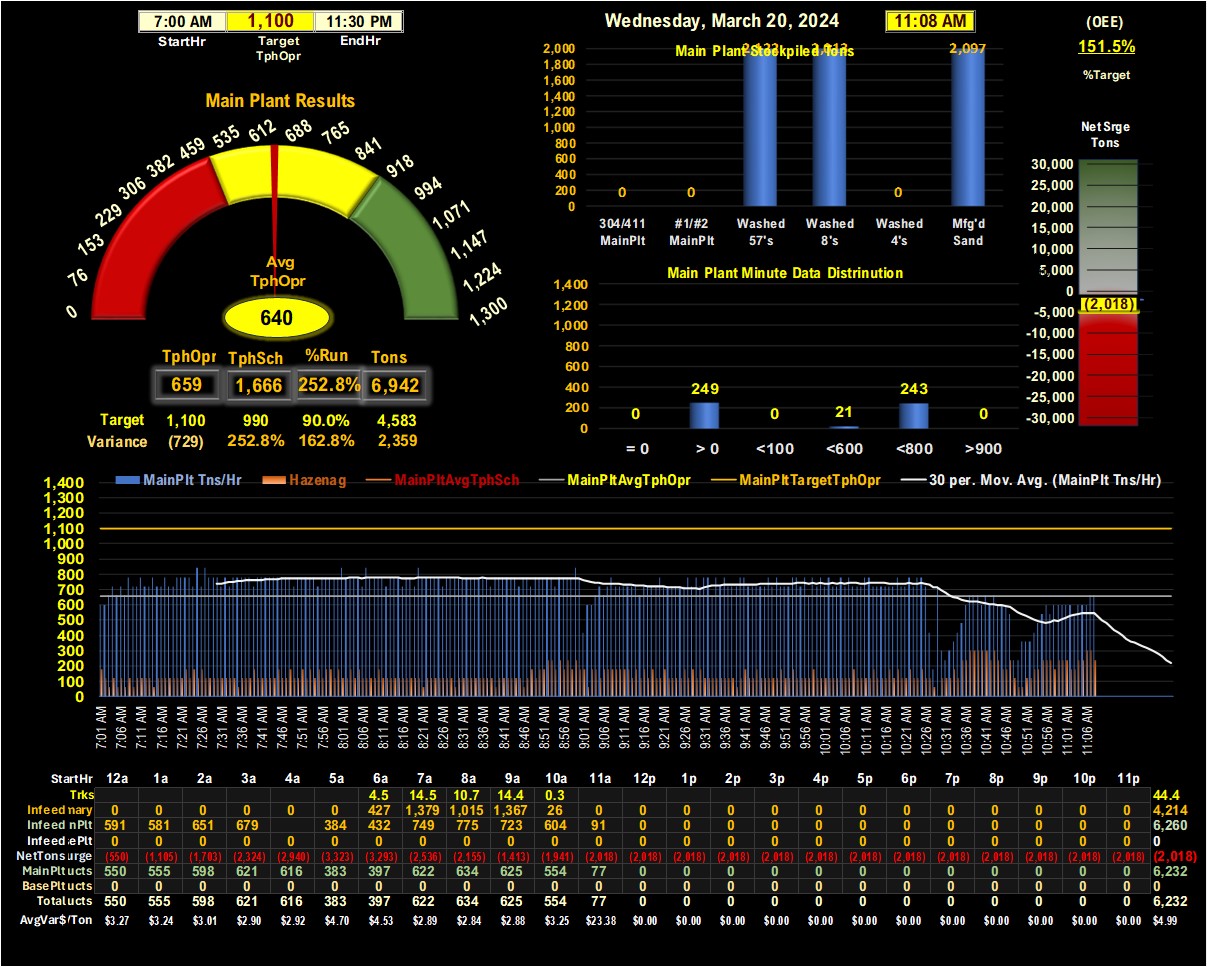 7:00 AM 1,100 11:30 PM
StartHr Target TphOpr EndHr
Wednesday, March 20, 2024 11:08 AM
(OEE)
151.5%
%Target
Main Plant Results
0 76 153 229 306 382 459 535 612 688 765 841 918 994 1,071 1,147 1,224 1,300
Avg
TphOpr
640
TphOpr TphSch %Run Tons
659 1,666 252.8% 6,942
Target 1,100 990 90.0% 4,583
Variance (729) 252.8% 162.8% 2,359
Main Plant Stockpiled Tons
2,000
1,800
1,600
1,400
1,200
1,000
800
600
400
200
0
0 0 0 2,097
304/411 MainPlt
#1/#2 MainPlt
Washed 57's
Washed 8's
Washed 4's
Mfg'd Sand
Main Plant Minute Data Distrinution
1,400
1,200
1,000
800
600
400
200
0
0 249 0 21 243 0
= 0 > 0 <100 <600 <800 >900
Net Srge
Tons
30,000
25,000
20,000
15,000
10,000
5,000
0
-5,000
-10,000
-15,000
-20,000
-25,000
-30,000
(2,018)
MainPlt Tns/Hr Hazenag MainPltAvgTphSch MainPltAvgTphOpr MainPltTargetTphOpr 30 per. Mov. Avg. (MainPlt Tns/Hr)
1,400
1,300
1,200
1,100
1,000
900
800
700
600
500
400
300
200
100
0
7:01 AM 7:06 AM 7:11 AM 7:16 AM 7:21 AM 7:26 AM 7:31 AM 7:36 AM 7:41 AM 7:46 AM 7:51 AM 7:56 AM 8:01 AM 8:06 AM 8:11 AM 8:16 AM 8:21 AM 8:26 AM 8:31 AM 8:36 AM 8:41 AM 8:46 AM 8:51 AM 8:56 AM 9:01 AM 9:06 AM 9:11 AM 9:16 AM 9:21 AM 9:26 AM 9:31 AM 9:36 AM 9:41 AM 9:46 AM 9:51 AM 9:56 AM 10:01 AM 10:06 AM 10:11 AM 10:16 AM 10:21 AM 10:26 AM 10:31 AM 10:36 AM 10:41 AM 10:46 AM 10:51 AM 10:56 AM 11:01 AM 11:06 AM
StartHr 12a 1a 2a 3a 4a 5a 6a 7a 8a 9a 10a 11a 12p 1p 2p 3p 4p 5p 6p 7p 8p 9p 10p 11p
Trks 4.5 14.5 10.7 14.4 0.3 44.4
Infeed nary 0 0 0 0 0 0 427 1,379 1,015 1,367 26 0 0 0 0 0 0 0 0 0 0 0 0 0 4,214
Infeed nPlt 591 581 651 679 384 432 749 775 723 604 91 0 0 0 0 0 0 0 0 0 0 0 0 6,260
Infeed ePlt 0 0 0 0 0 0 0 0 0 0 0 0 0 0 0 0 0 0 0 0 0 0 0 0 0
NetTons urge (550) (1,105) (1,703) (2,324) (2,940) (3,323) (3,293) (2,536) (2,155) (1,413) (1,941) (2,018) (2,018) (2,018) (2,018) (2,018) (2,018) (2,018) (2,018) (2,018) (2,018) (2,018) (2,018) (2,018) (2,018)
MainPlt ucts 550 555 598 621 616 383 397 622 634 625 554 77 0 0 0 0 0 0 0 0 0 0 0 0 6,232
BasePlt ucts 0 0 0 0 0 0 0 0 0 0 0 0 0 0 0 0 0 0 0 0 0 0 0 0 0
Total ucts 550 555 598 621 616 383 397 622 634 625 554 77 0 0 0 0 0 0 0 0 0 0 0 0 6,232
AvgVar$/Ton $3.27 $3.24 $3.01 $2.90 $2.92 $4.70 $4.53 $2.89 $2.84 $2.88 $3.25 $23.38 $0.00 $0.00 $0.00 $0.00 $0.00 $0.00 $0.00 $0.00 $0.00 $0.00 $0.00 $0.00 $4.99